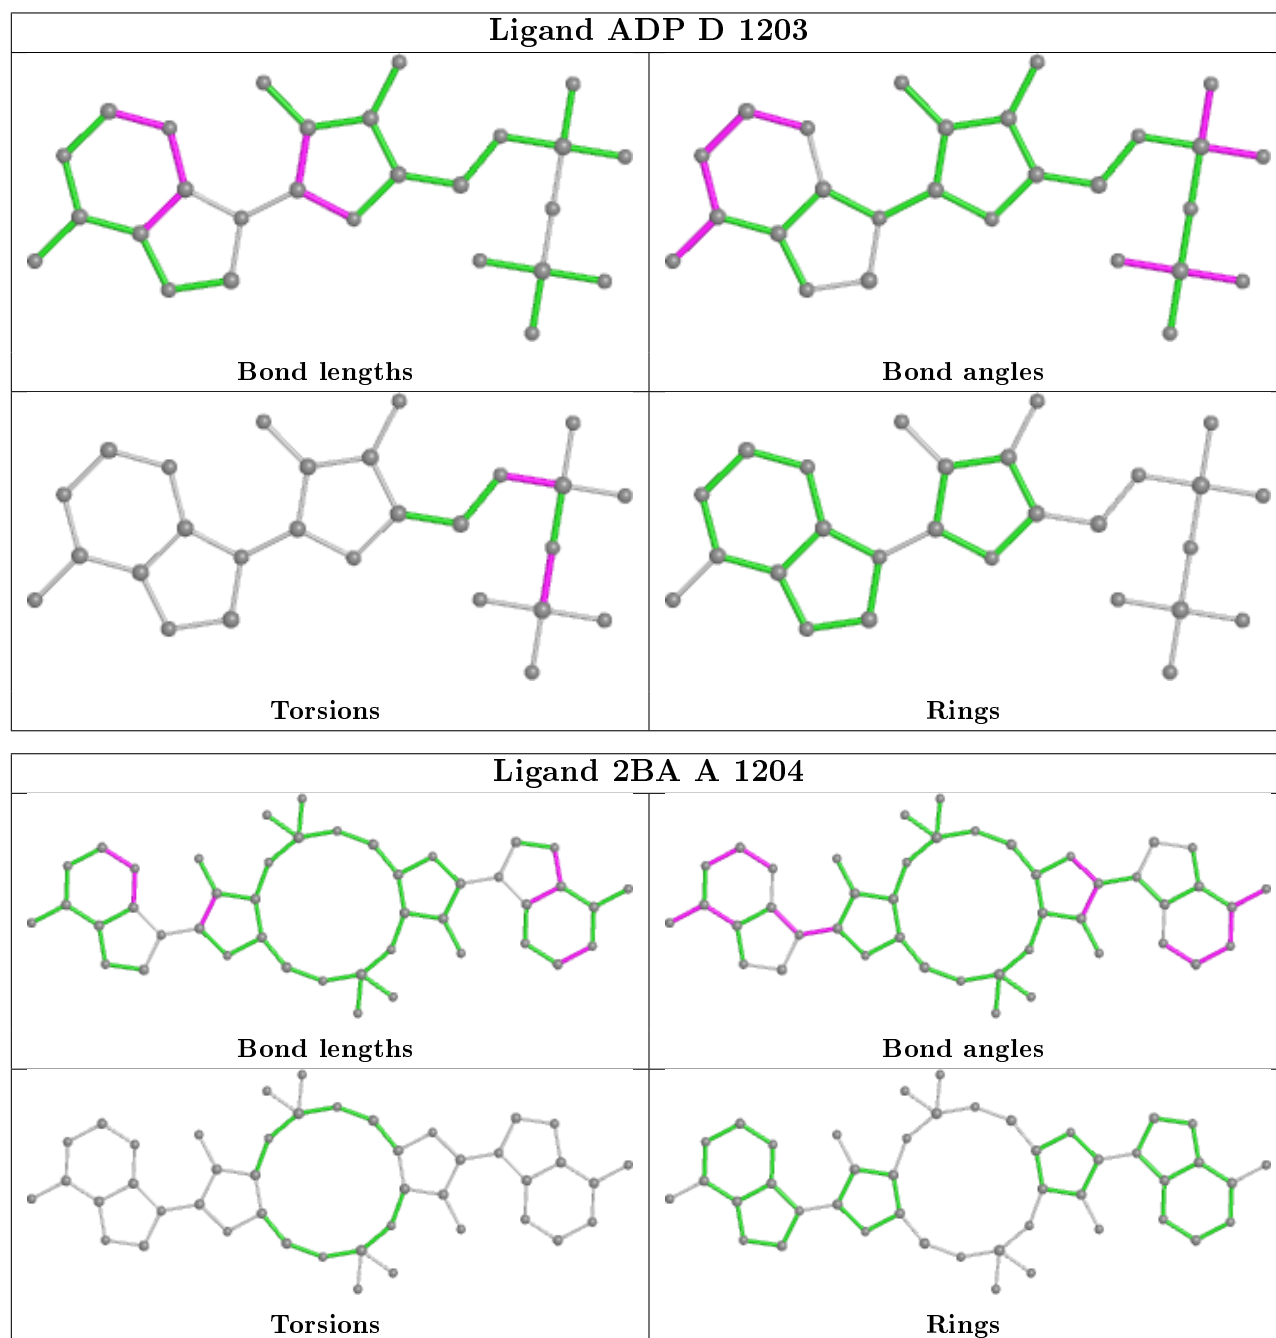 Ligand ADP D 1203
Bond lengths
Bond angles
Torsions
Rings
Ligand 2BA A 1204
Bond lengths
Bond angles
Torsions
Rings